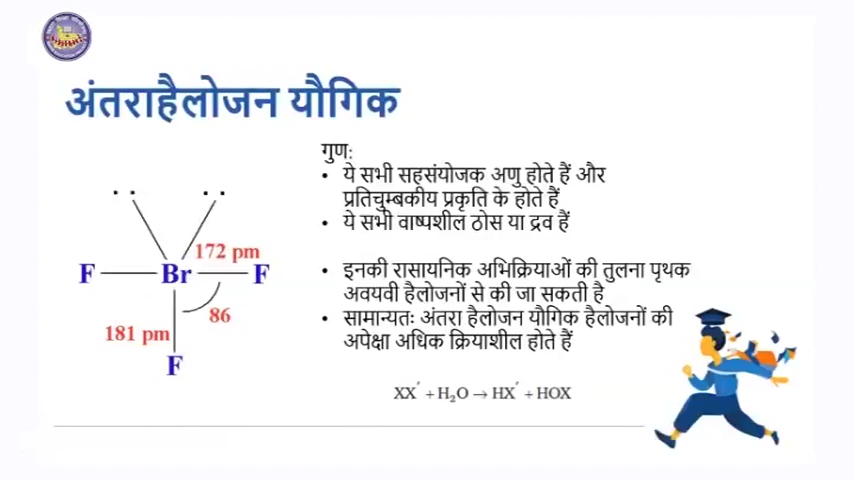 अंतराहैलोजन यौगिक
गुण:
• ये सभी सहसंयोजक अणु होते हैं और
प्रतिचुम्बकीय प्रकृति के होते हैं
• ये सभी वाष्पशील ठोस या द्रव हैं
• इनकी रासायनिक अभिक्रियाओं की तुलना पृथक
अवयवी हैलोजनों से की जा सकती है
• सामान्यतः अंतरा हैलोजन यौगिक हैलोजनों की
अपेक्षा अधिक क्रियाशील होते हैं
XX′ + H₂O → HX′ + HOX
172 pm
F Br F
86
181 pm
F